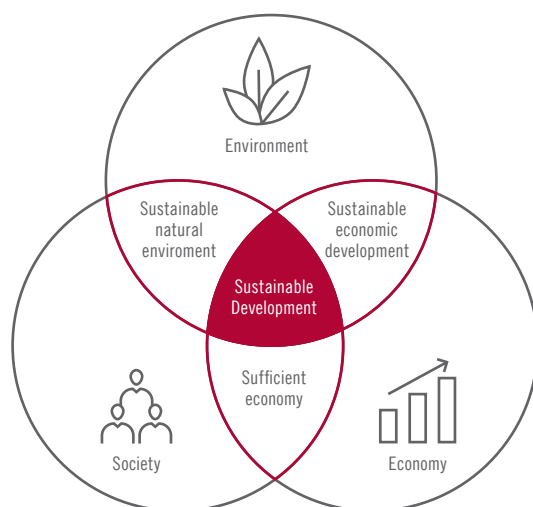 Environment
Sustainable
natural
enviroment
Sustainable
economic
development
Sustainable
Development
Sufficient
economy
Society
Economy